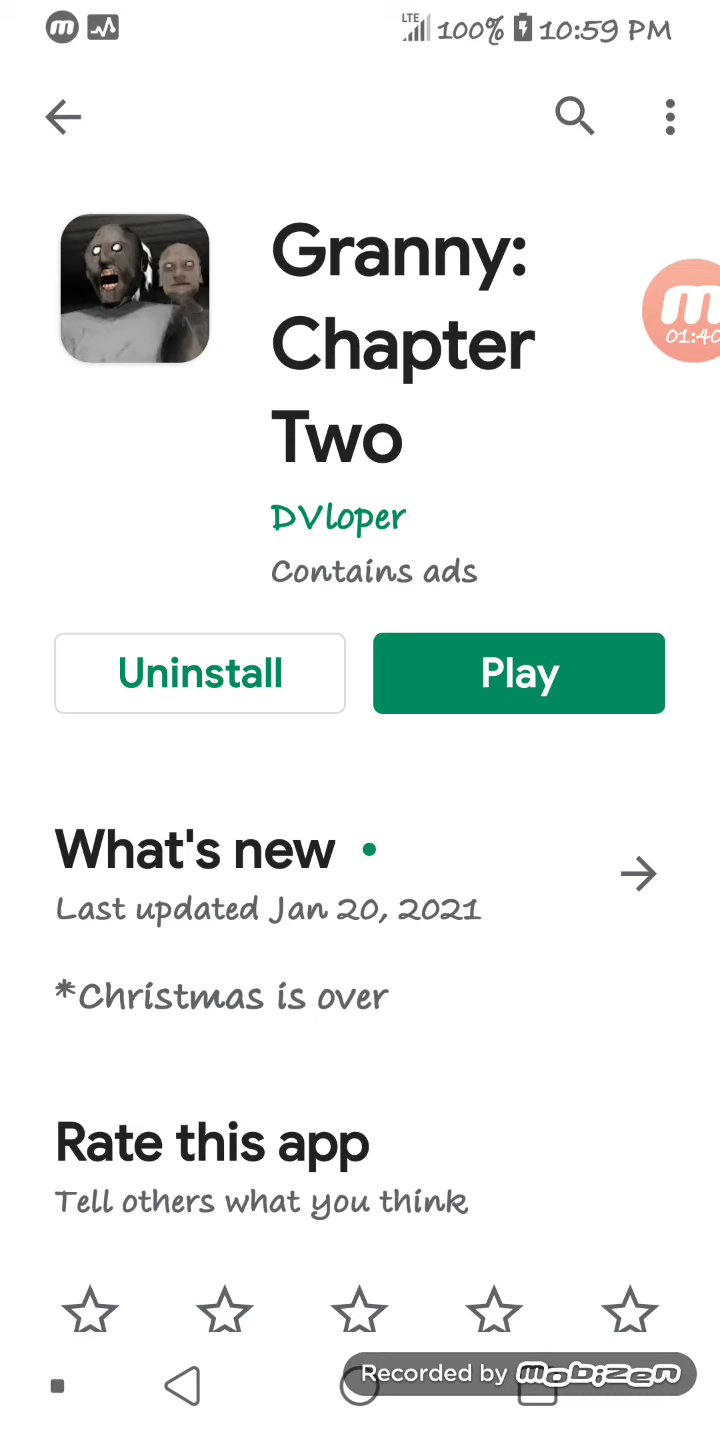 m LTE 100% 10:59 PM
Granny:
Chapter
Two
m
01:40
DVloper
Contains ads
Uninstall Play
What's new
Last updated Jan 20, 2021
*Christmas is over
Rate this app
Tell others what you think
Recorded by mobizen